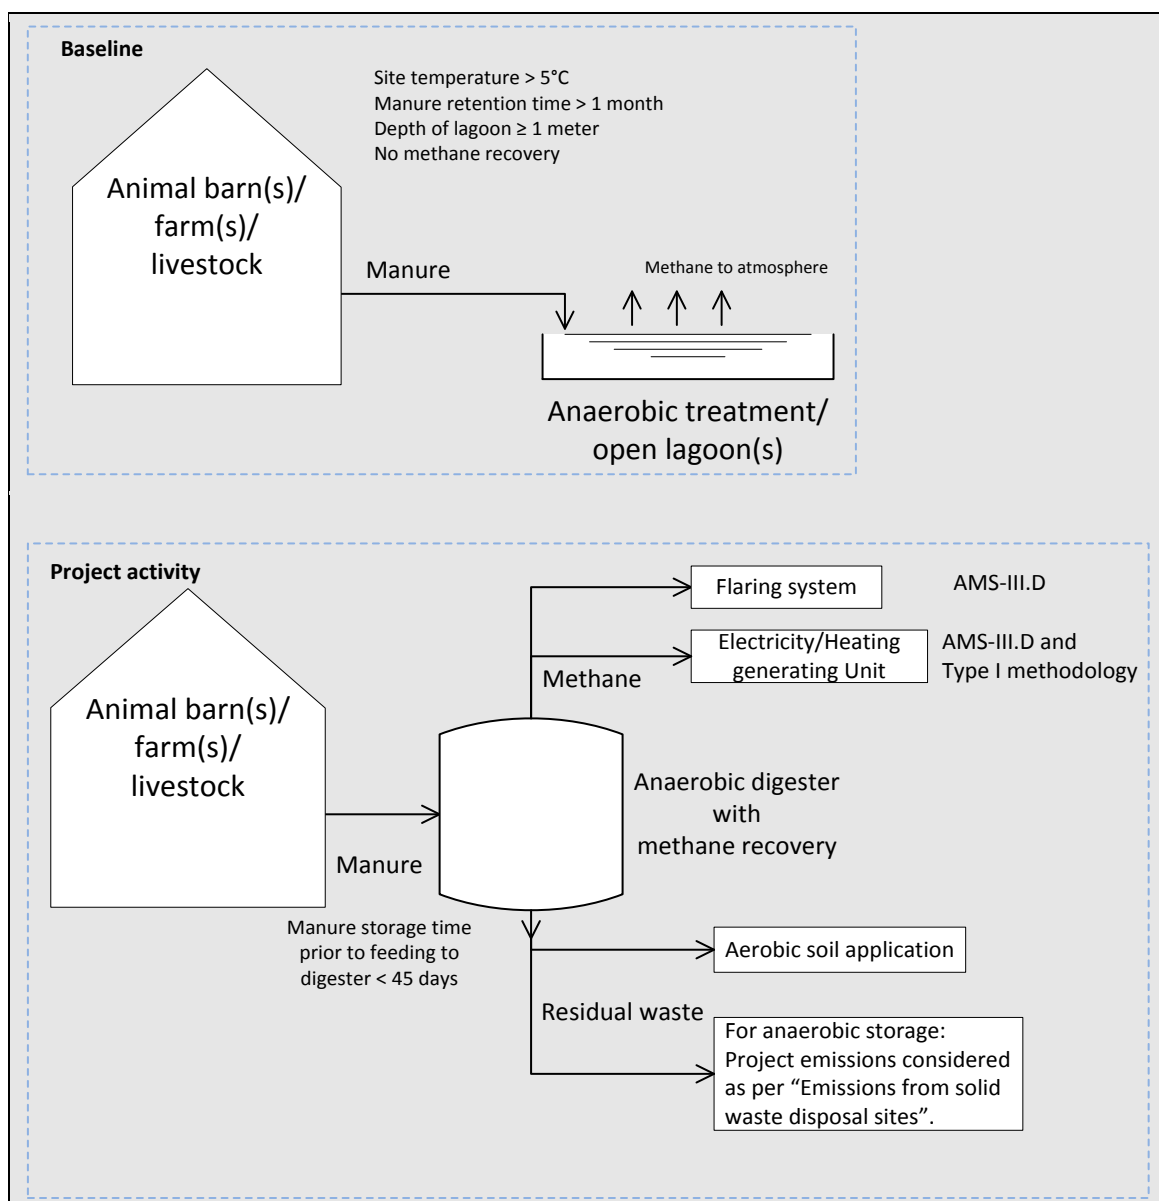 Baseline
Site temperature > 5°C
Manure retention time > 1 month
Depth of lagoon ≥ 1 meter
No methane recovery
Animal barn(s)/
farm(s)/
livestock
Manure
Methane to atmosphere
Anaerobic treatment/
open lagoon(s)
Project activity
Flaring system
AMS-III.D
Electricity/Heating
generating Unit
AMS-III.D and
Type I methodology
Methane
Animal barn(s)/
farm(s)/
livestock
Anaerobic digester
with
methane recovery
Manure
Manure storage time
prior to feeding to
digester < 45 days
Aerobic soil application
Residual waste
For anaerobic storage:
Project emissions considered
as per “Emissions from solid
waste disposal sites”.